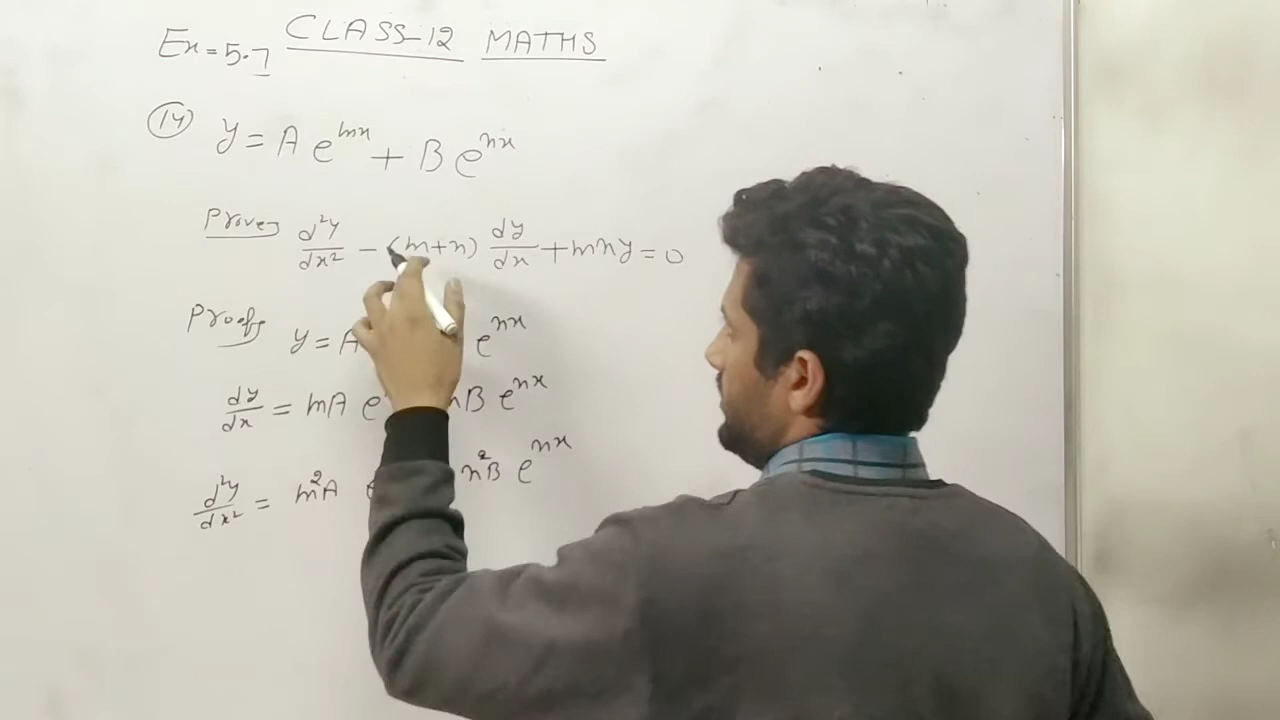 Ex = 5.7 CLASS-12 MATHS
(14) y = A e^{mx} + B e^{nx}
Prove; d²y/dx² - (m+n) dy/dx + mny = 0
Proof; y = A e^{nx}
dy/dx = mA e nB e^{nx}
d²y/dx² = m²A e n²B e^{nx}